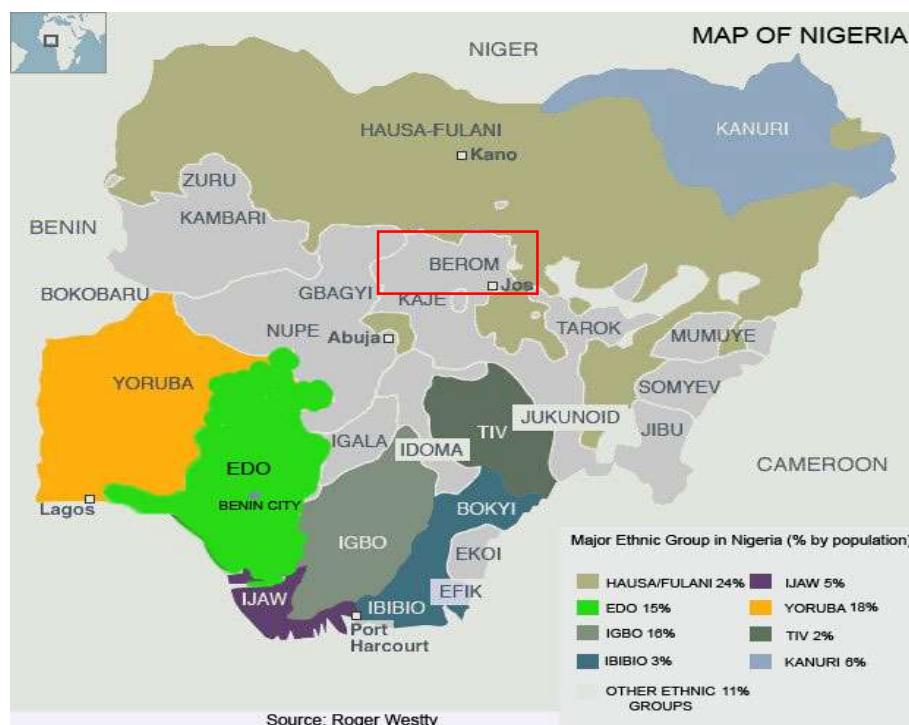 NIGER
MAP OF NIGERIA
HAUSA-FULANI
Kano
KANURI
ZURU
KAMBARI
BENIN
BEROM
Jos
BOKOBARU
GBAGYI
KAJE
NUPE
Abuja
TAROK
MUMUYE
YORUBA
SOMYEV
JUKUNOID
JIBU
TIV
IGALA
IDOMA
EDO
CAMEROON
BENIN CITY
Lagos
BOKYI
IGBO
EKOI
EFIK
IJAW
IBIBIO
Port
Harcourt
Major Ethnic Group in Nigeria (% by population)
HAUSA/FULANI 24%
IJAW 5%
EDO 15%
YORUBA 18%
IGBO 16%
TIV 2%
IBIBIO 3%
KANURI 6%
OTHER ETHNIC 11%
GROUPS
Source: Roger Westty